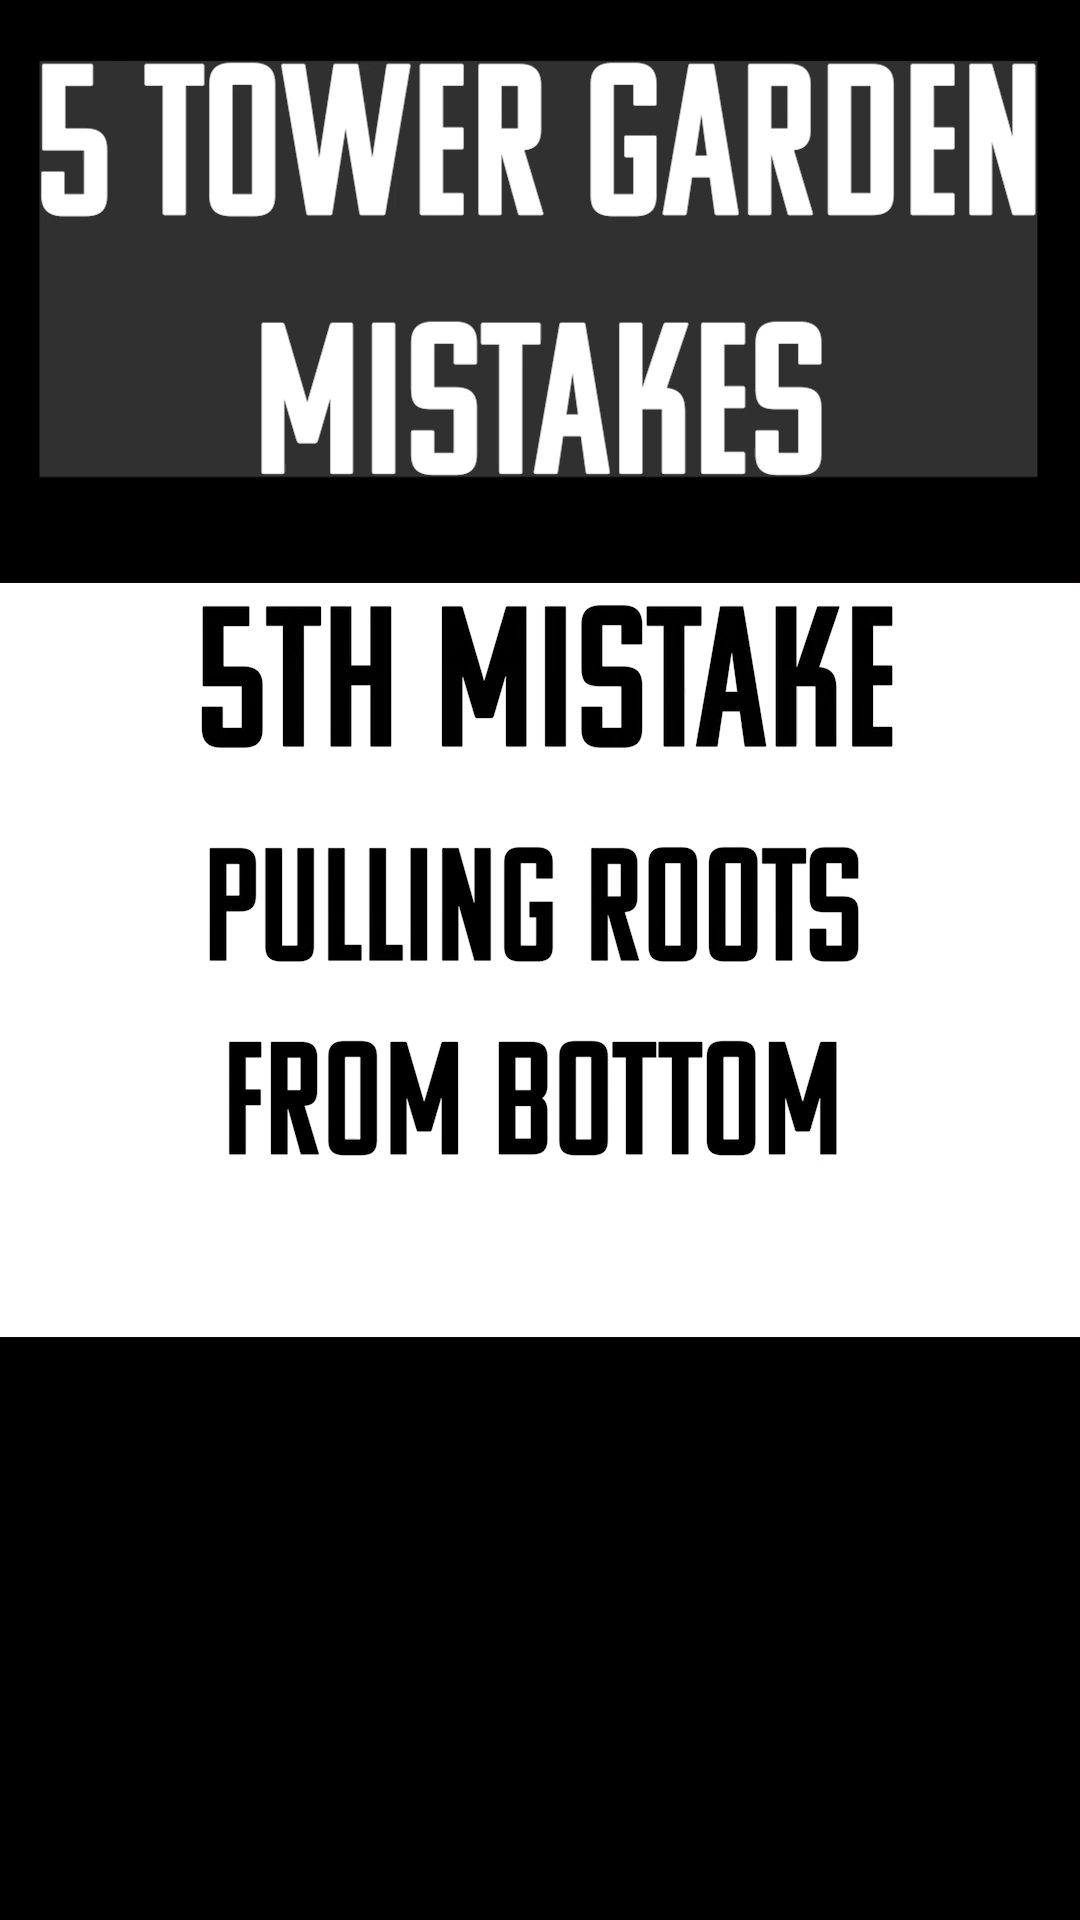 5 TOWER GARDEN
MISTAKES
5TH MISTAKE
PULLING ROOTS
FROM BOTTOM